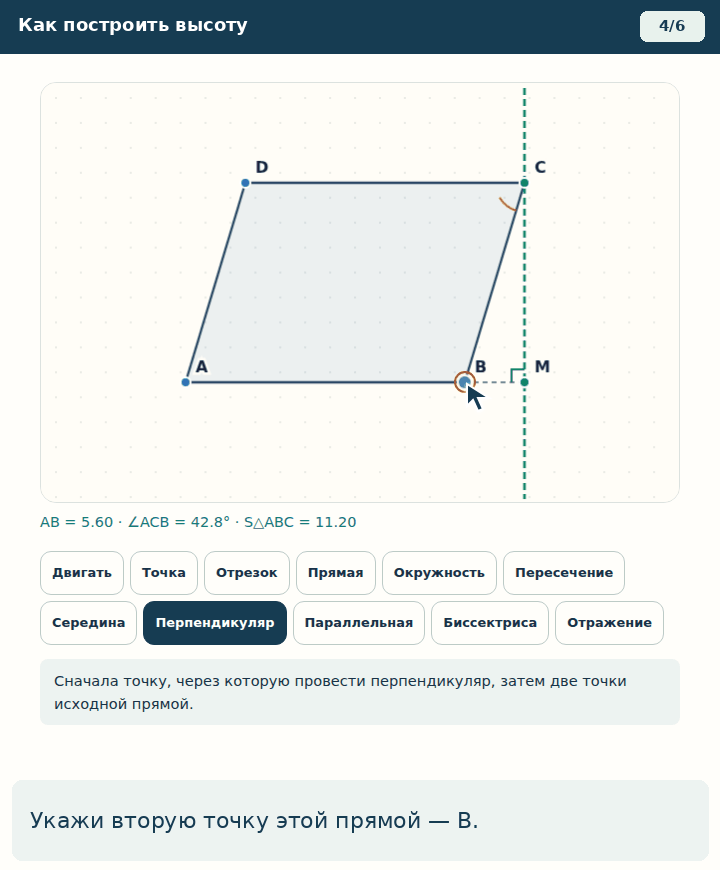 Как построить высоту
4/6
D
C
A
B
M
AB = 5.60 · ∠ACB = 42.8° · S△ABC = 11.20
Двигать
Точка
Отрезок
Прямая
Окружность
Пересечение
Середина
Перпендикуляр
Параллельная
Биссектриса
Отражение
Сначала точку, через которую провести перпендикуляр, затем две точки
исходной прямой.
Укажи вторую точку этой прямой — B.